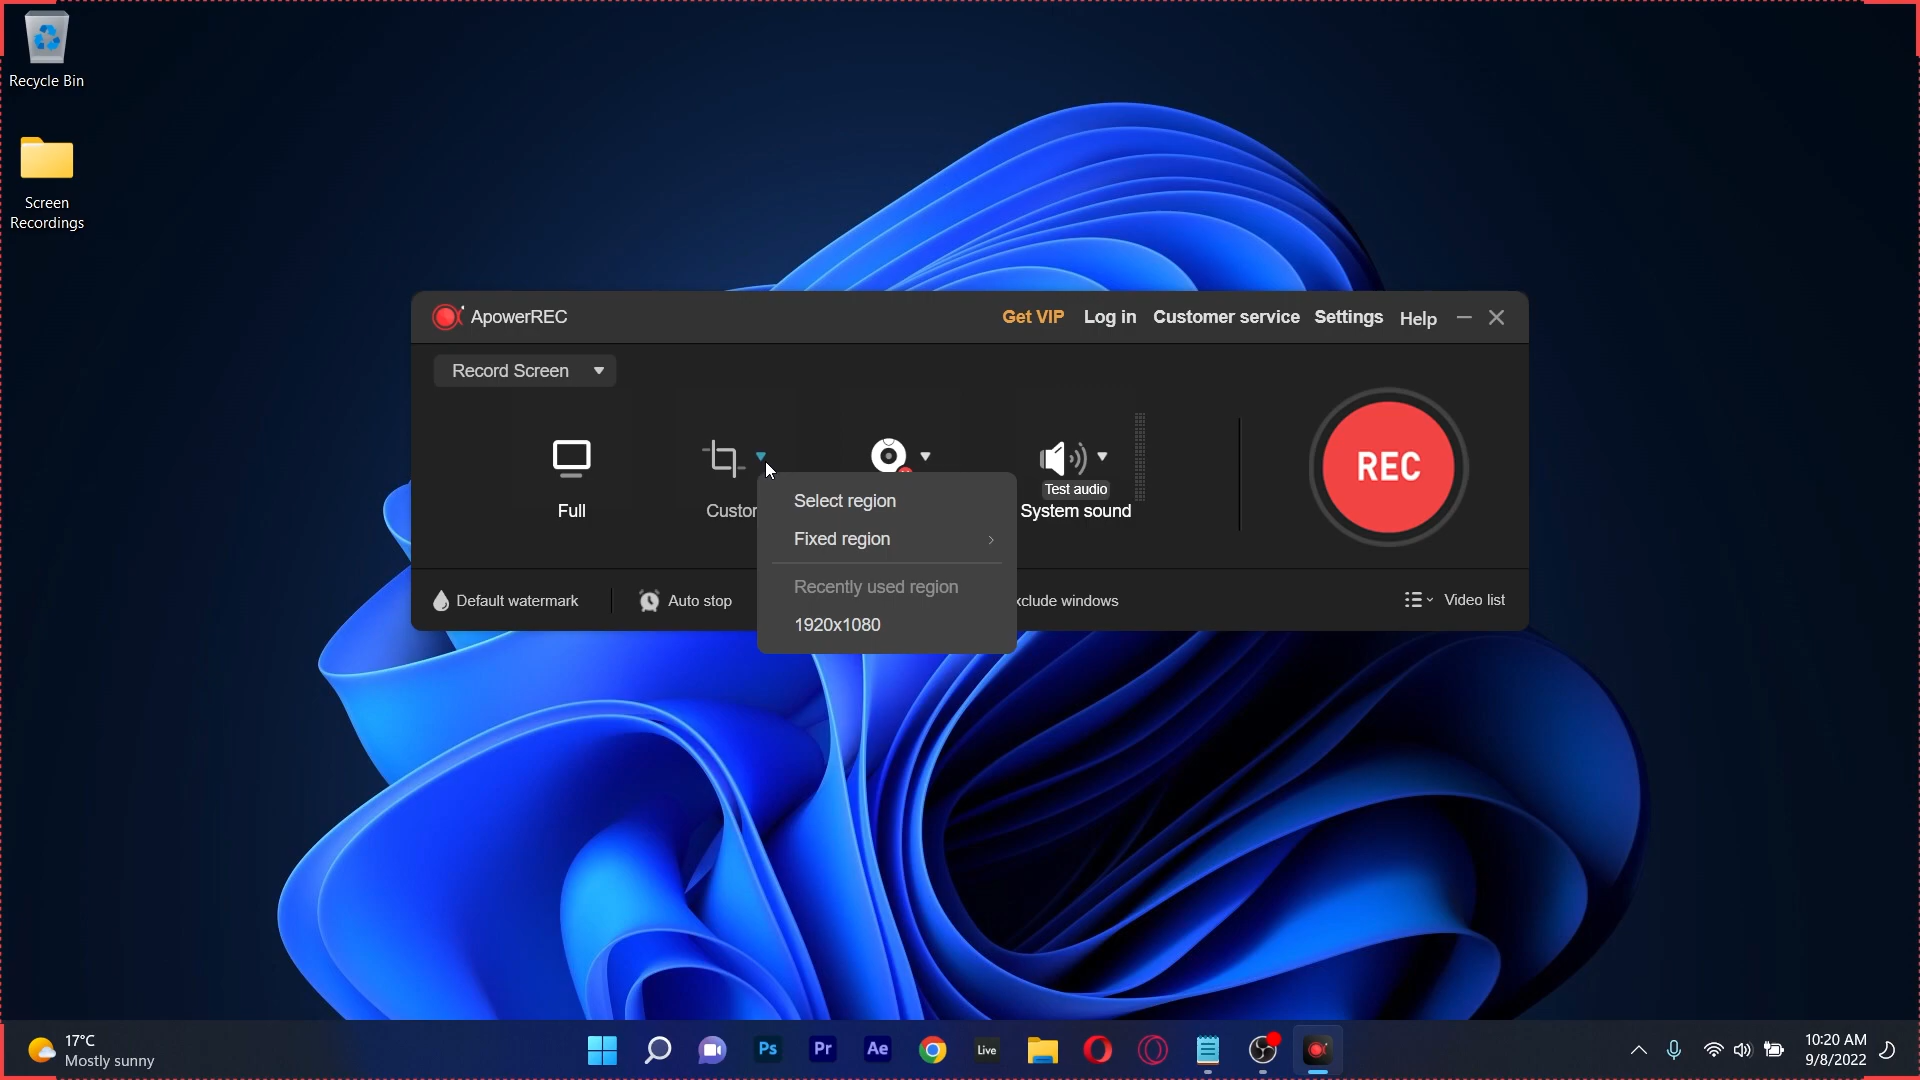 Recycle Bin
Screen
Recordings
ApowerREC
Get VIP
Log in
Customer service
Settings
Help
Record Screen
Full
Test audio
System sound
REC
Select region
Fixed region
Recently used region
1920x1080
Default watermark
Auto stop
windows
Video list
17°C
Mostly sunny
Ps
Pr
Ae
Live
10:20 AM
9/8/2022